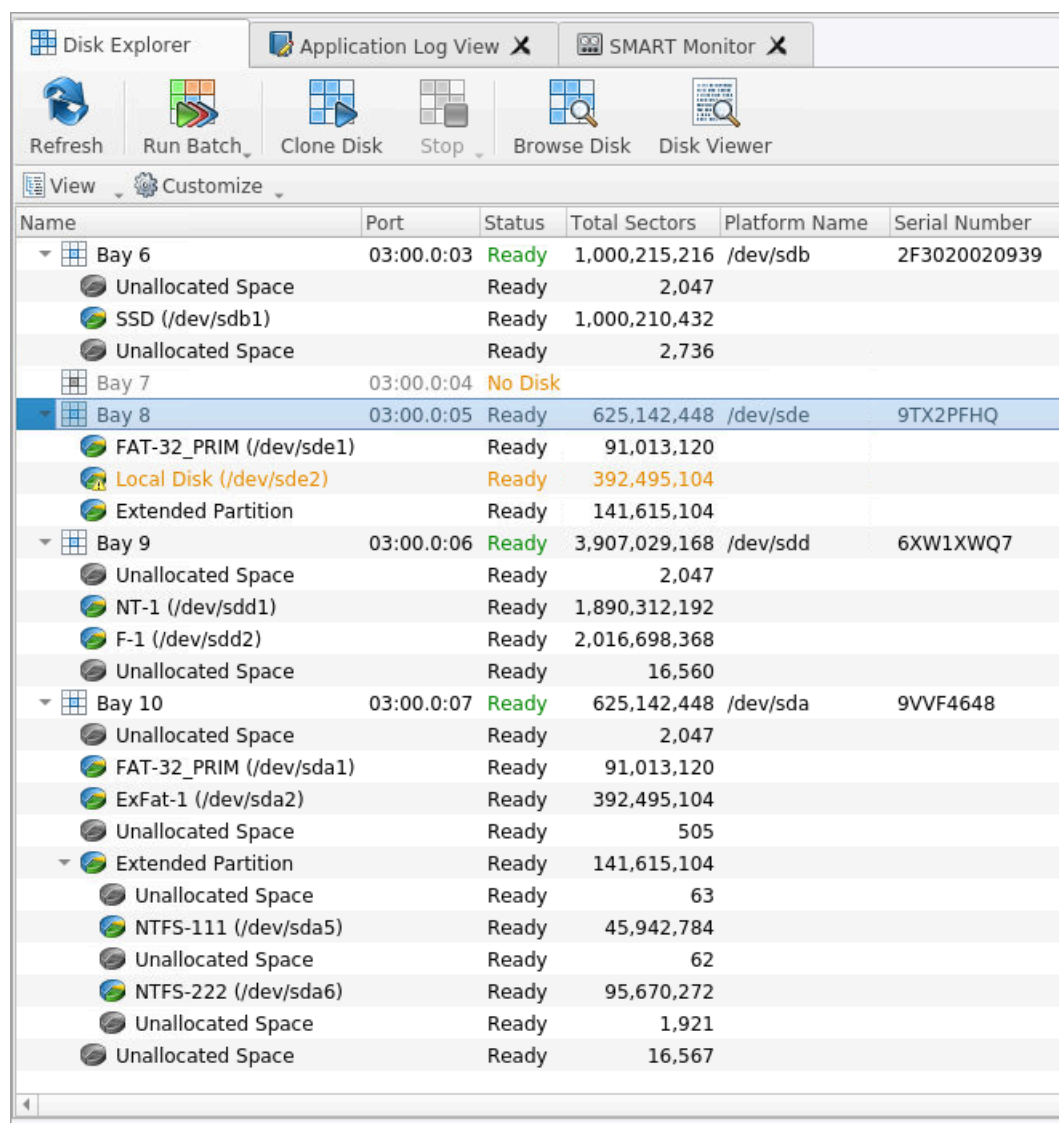 Disk Explorer Application Log View SMART Monitor
Refresh Run Batch Clone Disk Stop Browse Disk Disk Viewer
View Customize
Name Port Status Total Sectors Platform Name Serial Number
Bay 6 03:00.0:03 Ready 1,000,215,216 /dev/sdb 2F3020020939
Unallocated Space Ready 2,047
SSD (/dev/sdb1) Ready 1,000,210,432
Unallocated Space Ready 2,736
Bay 7 03:00.0:04 No Disk
Bay 8 03:00.0:05 Ready 625,142,448 /dev/sde 9TX2PFHQ
FAT-32_PRIM (/dev/sde1) Ready 91,013,120
Local Disk (/dev/sde2) Ready 392,495,104
Extended Partition Ready 141,615,104
Bay 9 03:00.0:06 Ready 3,907,029,168 /dev/sdd 6XW1XWQ7
Unallocated Space Ready 2,047
NT-1 (/dev/sdd1) Ready 1,890,312,192
F-1 (/dev/sdd2) Ready 2,016,698,368
Unallocated Space Ready 16,560
Bay 10 03:00.0:07 Ready 625,142,448 /dev/sda 9VVF4648
Unallocated Space Ready 2,047
FAT-32_PRIM (/dev/sda1) Ready 91,013,120
ExFat-1 (/dev/sda2) Ready 392,495,104
Unallocated Space Ready 505
Extended Partition Ready 141,615,104
Unallocated Space Ready 63
NTFS-111 (/dev/sda5) Ready 45,942,784
Unallocated Space Ready 62
NTFS-222 (/dev/sda6) Ready 95,670,272
Unallocated Space Ready 1,921
Unallocated Space Ready 16,567